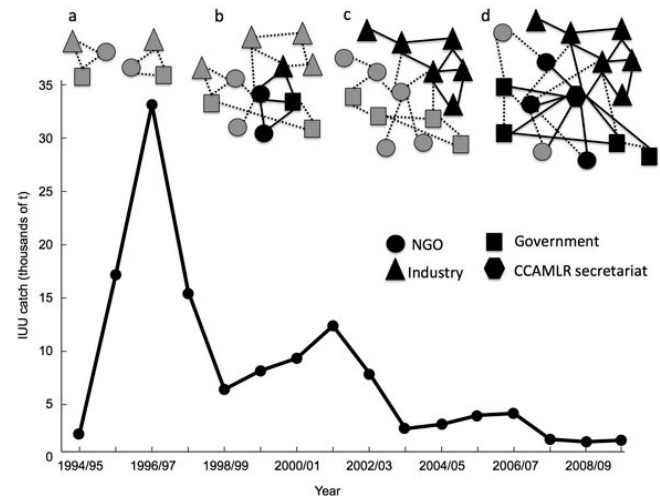 a
b
c
d
35
35
25
20
15
10
5
0
IUU catch (thousands of t)
NGO
Government
Industry
CCAMLR secretariat
1994/95
1996/97
1998/99
2000/01
2002/03
2004/05
2006/07
2008/09
Year